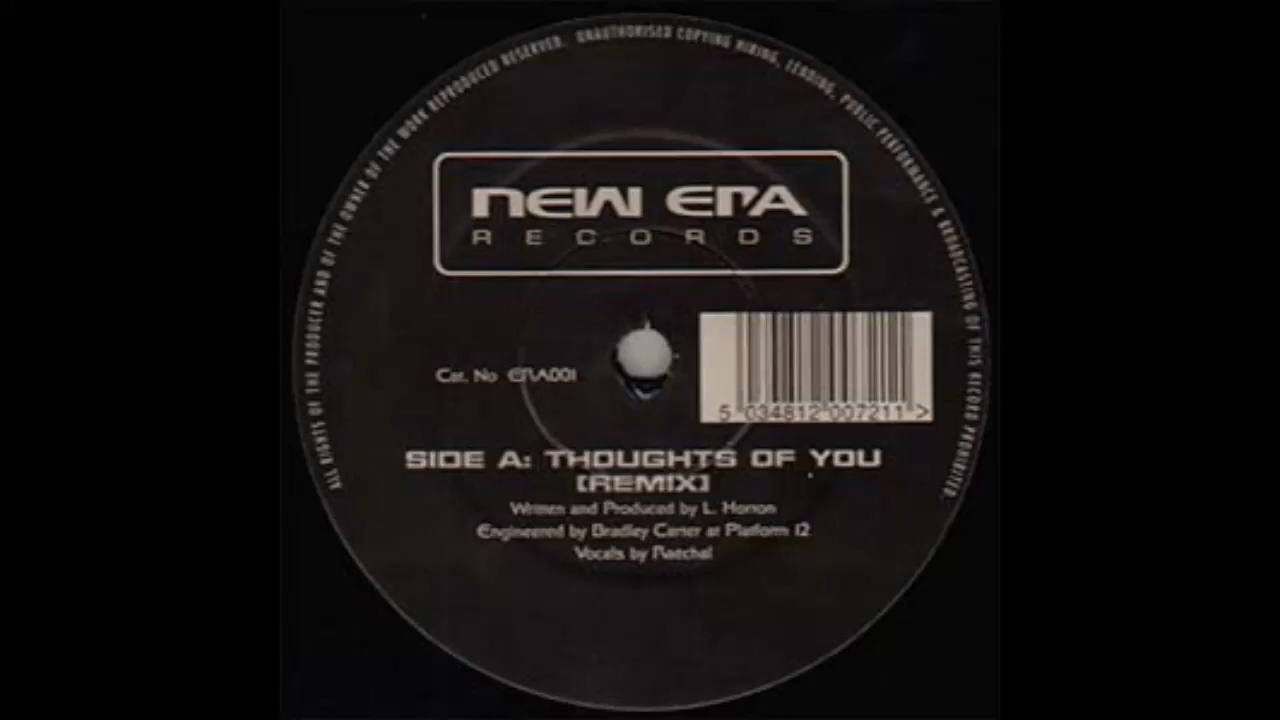 ALL RIGHTS OF THE PRODUCER AND OF THE OWNER OF THE WORK REPRODUCED RESERVED. UNAUTHORISED COPYING HIRING, LENDING, PUBLIC PERFORMANCE & BROADCASTING OF THIS RECORD PROHIBITED.
NEW ERA
RECORDS
Cat. No ERA001
5 034812 007211 >
SIDE A: THOUGHTS OF YOU
[REMIX]
Written and Produced by L. Horton
Engineered by Bradley Carter at Platform 12
Vocals by Raechal